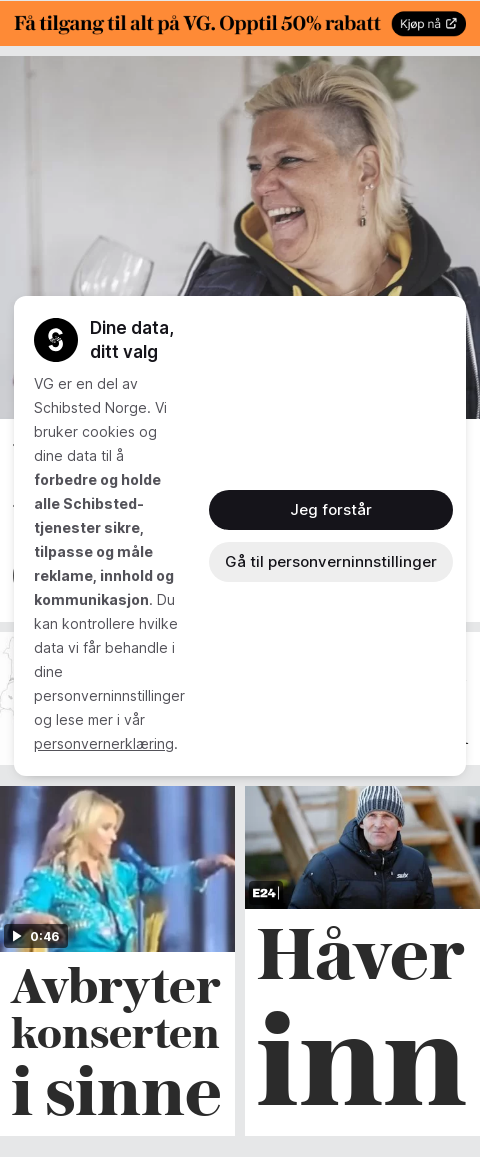 Få tilgang til alt på VG. Opptil 50% rabatt
Kjøp nå
Dine data,
ditt valg
VG er en del av
Schibsted Norge. Vi
bruker cookies og
dine data til å
forbedre og holde
alle Schibsted-
tjenester sikre,
tilpasse og måle
reklame, innhold og
kommunikasjon. Du
kan kontrollere hvilke
data vi får behandle i
dine
personverninnstillinger
og lese mer i vår
personvernerklæring.
Jeg forstår
Gå til personverninnstillinger
0:46
Avbryter
konserten
i sinne
E24
Håver
inn